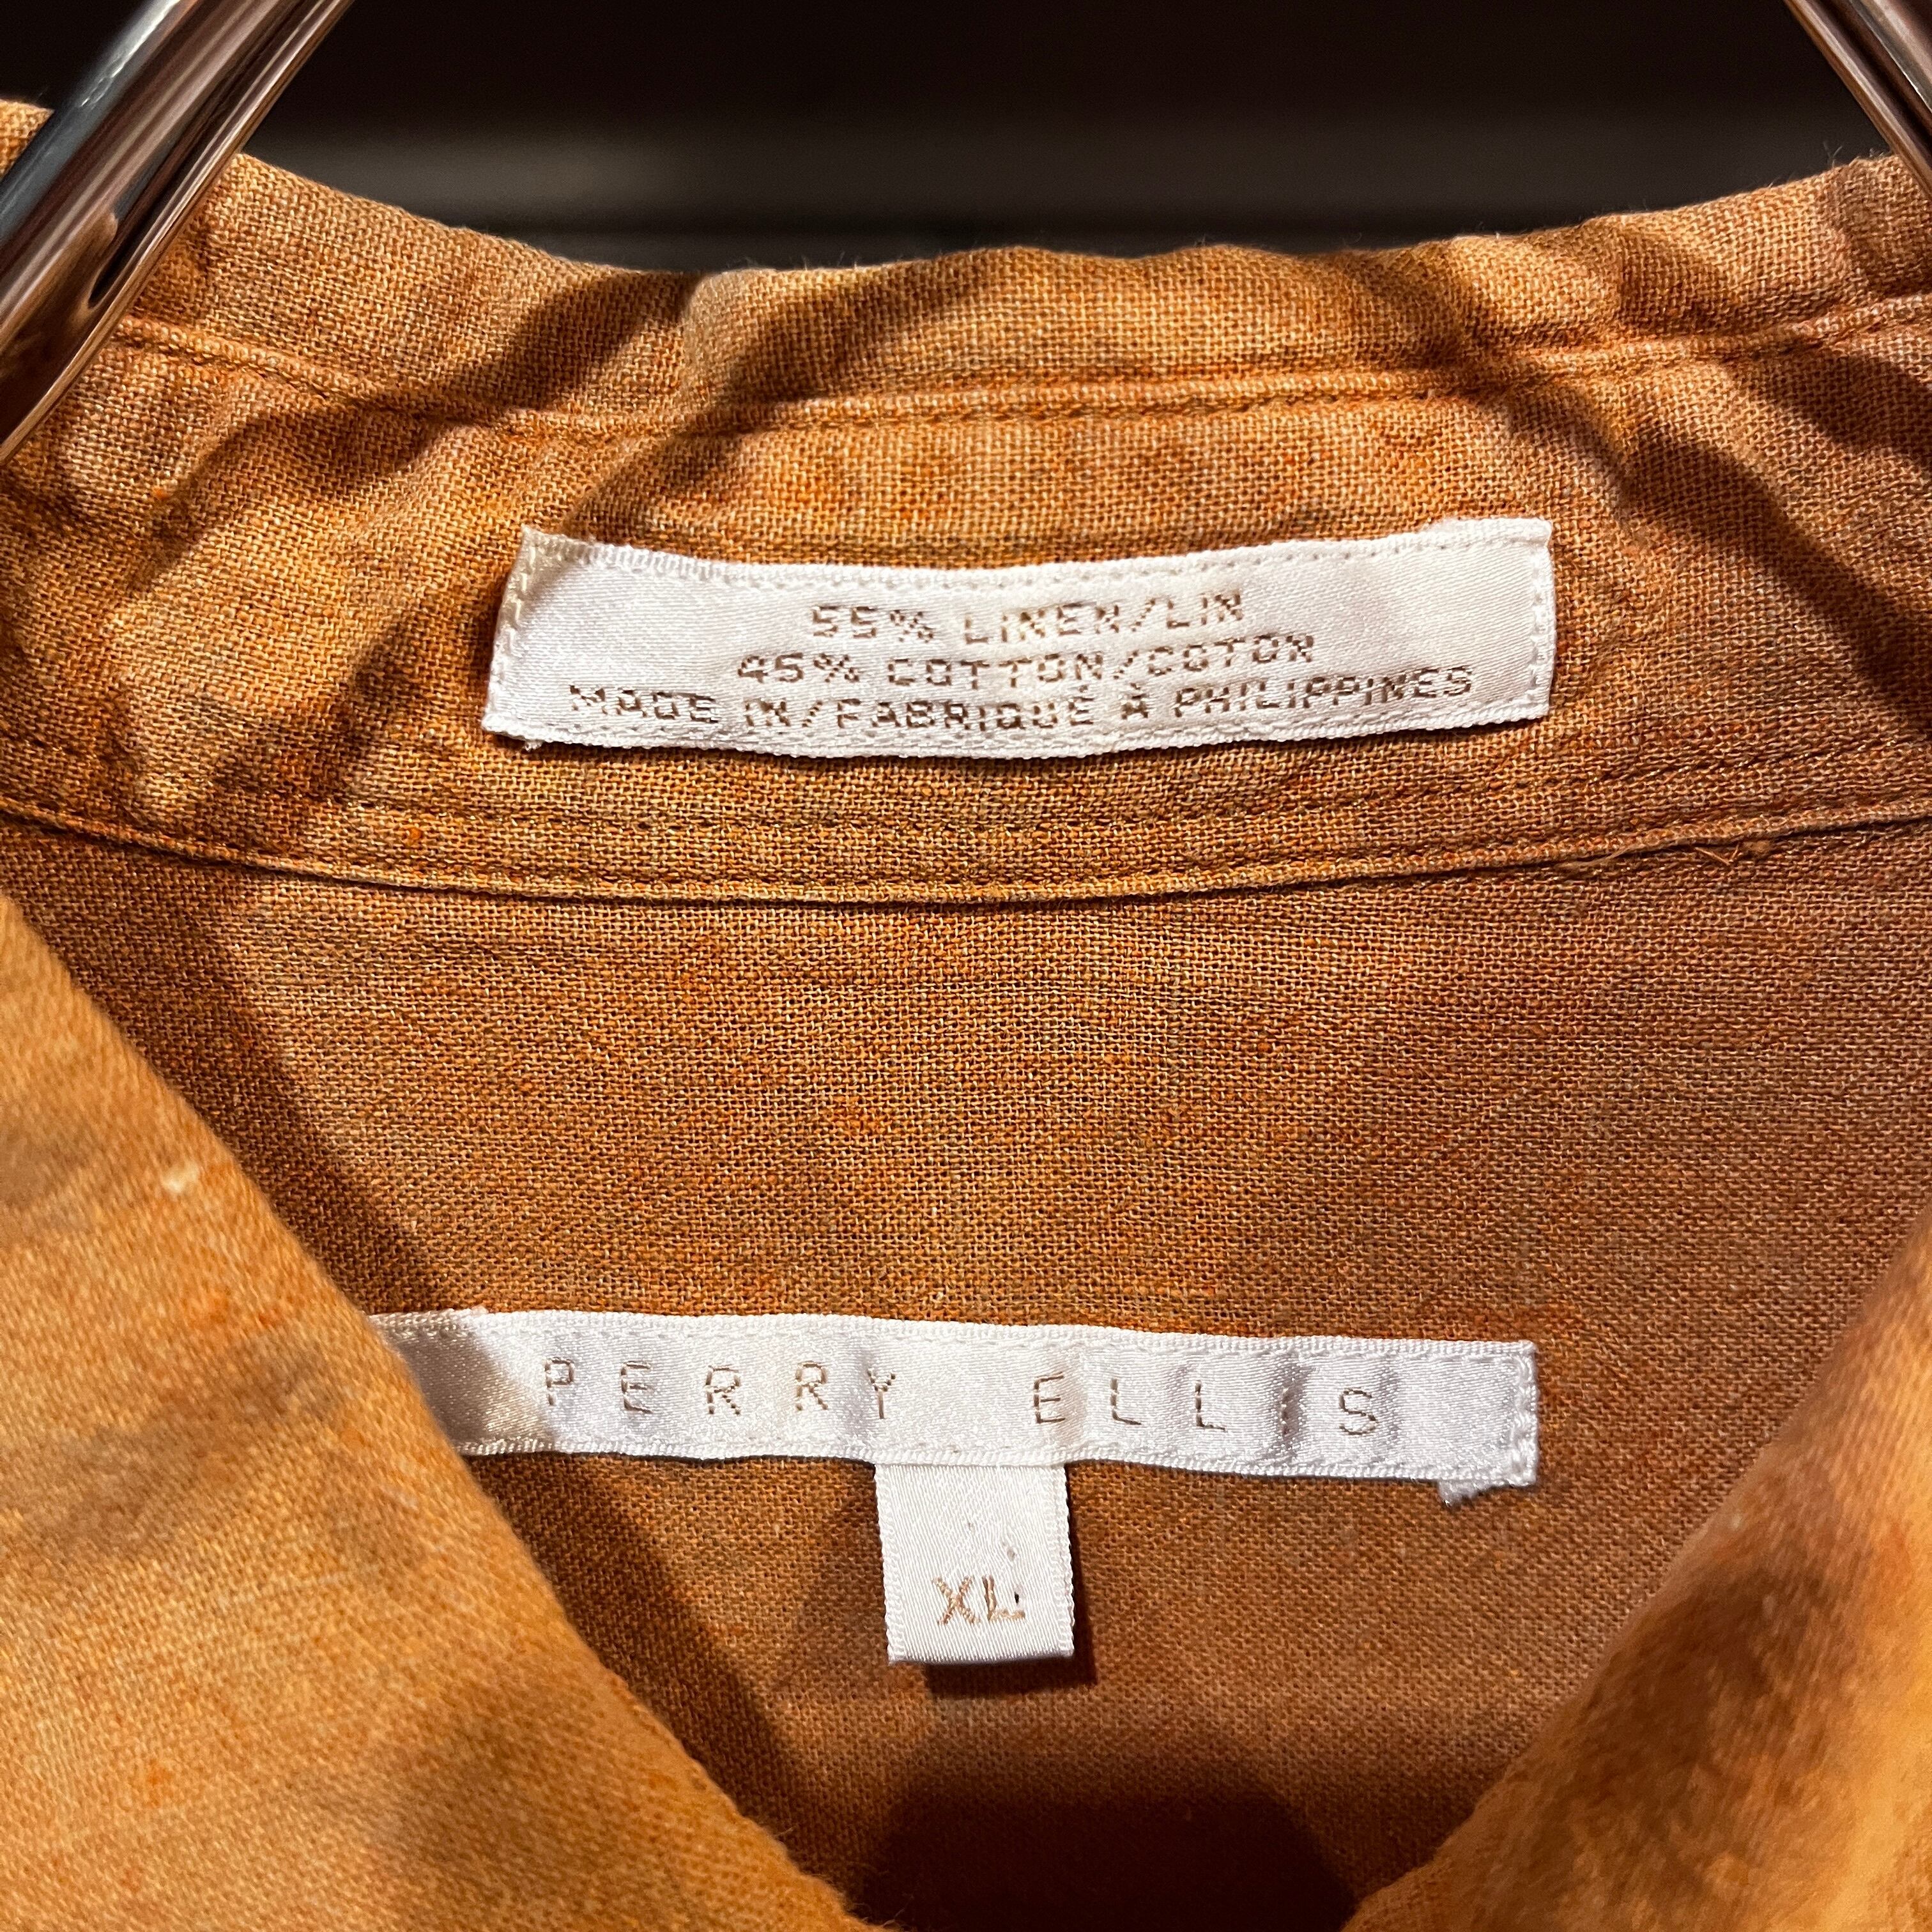 55% LINEN/LIN
45% COTTON/COTON
MADE IN/FABRIQUÉ À PHILIPPINES
PERRY ELLIS
XL